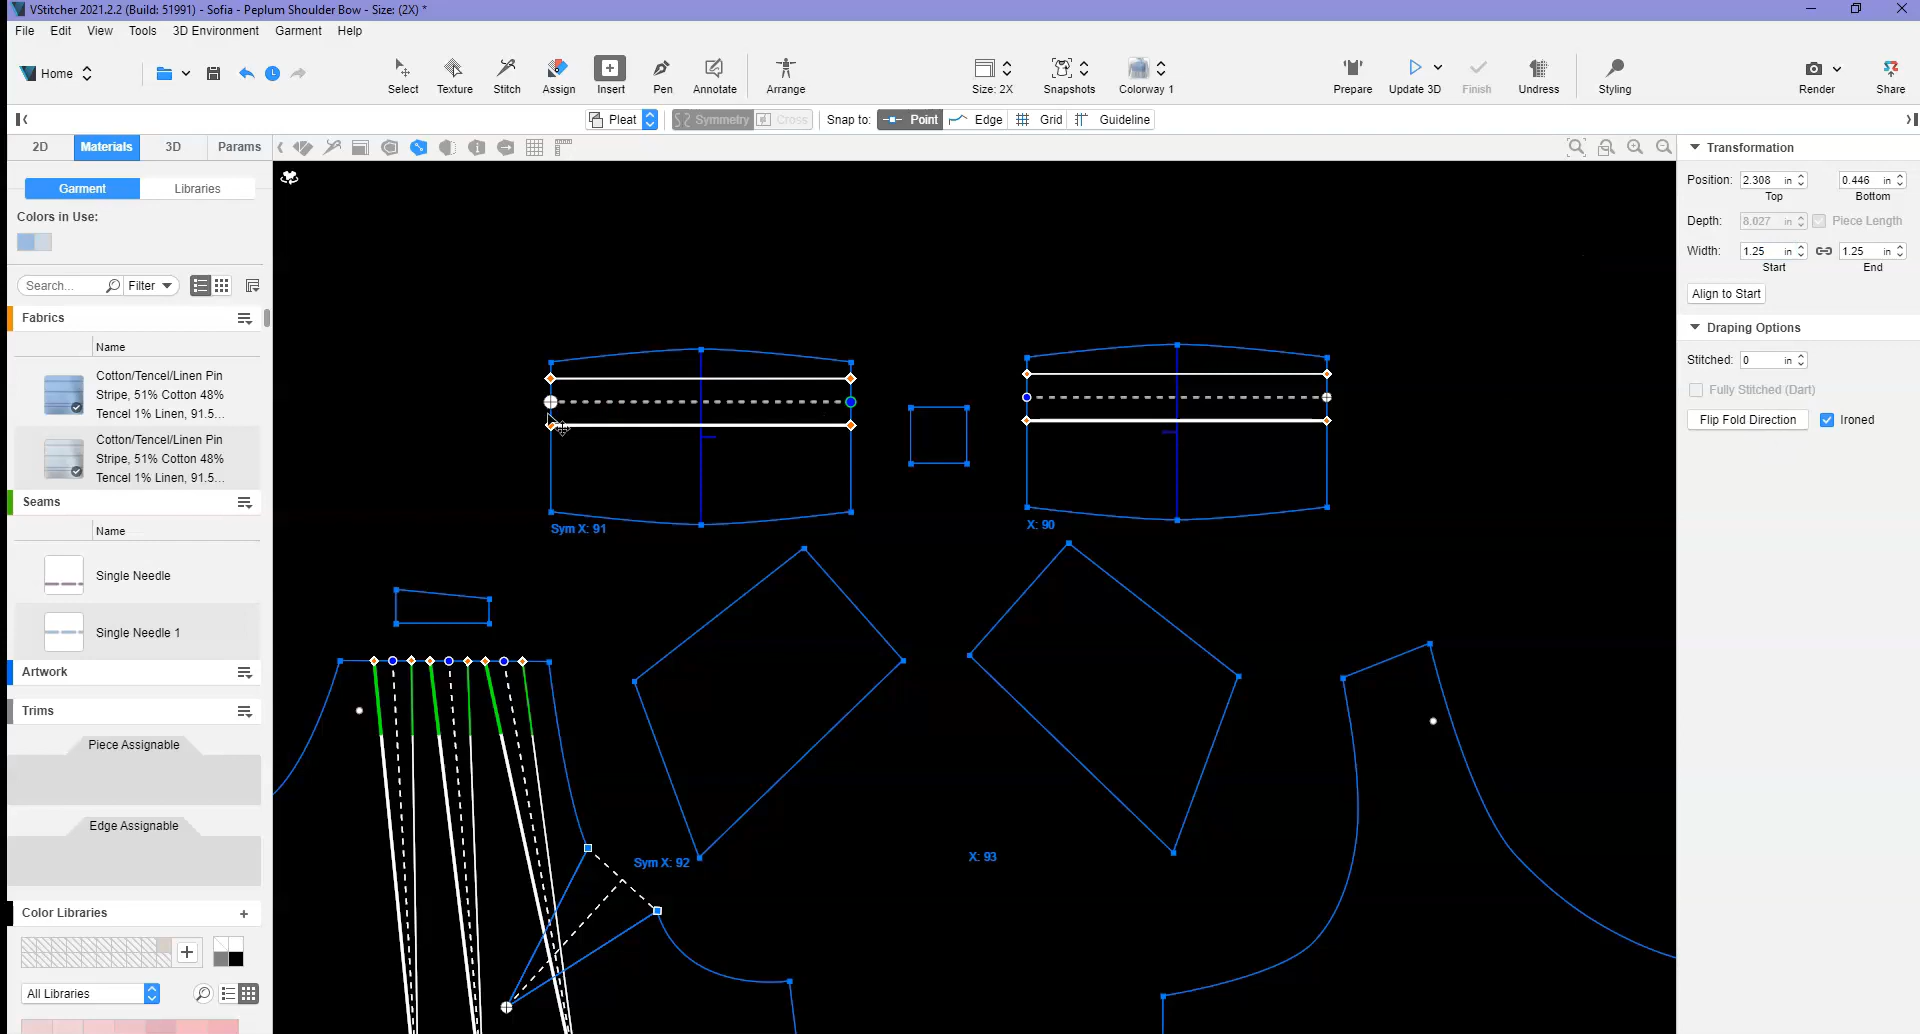 VStitcher 2021.2.2 (Build: 51991) - Sofia - Peplum Shoulder Bow - Size: (2X) *
File Edit View Tools 3D Environment Garment Help
Home
Select Texture Stitch Assign Insert Pen Annotate Arrange Size: 2X Snapshots Colorway 1 Prepare Update 3D Finish Undress Styling Render Share
Pleat Symmetry Cross Snap to: Point Edge Grid Guideline
2D Materials 3D Params
Garment Libraries
Colors in Use:
Search... Filter
Fabrics
Name
Cotton/Tencel/Linen Pin
Stripe, 51% Cotton 48%
Tencel 1% Linen, 91.5...
Cotton/Tencel/Linen Pin
Stripe, 51% Cotton 48%
Tencel 1% Linen, 91.5...
Seams
Name
Single Needle
Single Needle 1
Artwork
Trims
Piece Assignable
Edge Assignable
Color Libraries +
All Libraries
Sym X: 91
X: 90
Sym X: 92
X: 93
Transformation
Position: 2.308 in 0.446 in
Top Bottom
Depth: 8.027 in Piece Length
Width: 1.25 in 1.25 in
Start End
Align to Start
Draping Options
Stitched: 0 in
Fully Stitched (Dart)
Flip Fold Direction Ironed